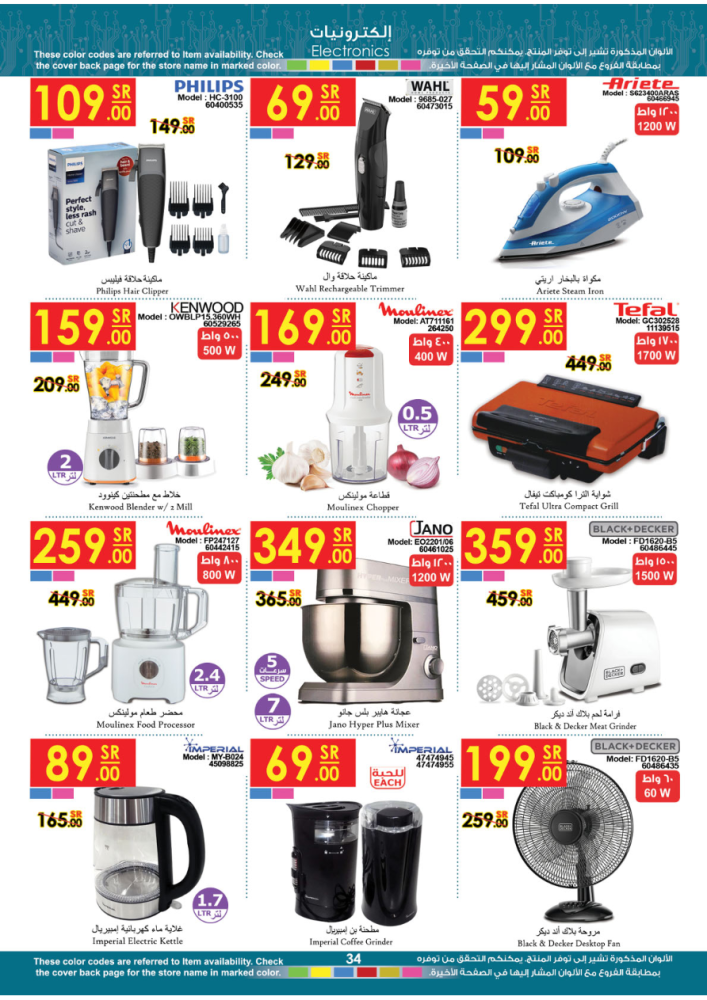 إلكترونيات
Electronics
These color codes are referred to Item availability. Check
the cover back page for the store name in marked color.
الألوان المذكورة تشير إلى توفر المنتج. يمكنكم التحقق من توفره
بمطابقة الفروع مع الألوان المشار إليها في الصفحة الأخيرة.
109.00 SR
PHILIPS
Model : HC-3100
60400535
149.00 SR
PHILIPS
Perfect
style,
less rash
cut &
shave
ماكينة حلاقة فيليبس
Philips Hair Clipper
69.00 SR
WAHL
Model: 9685-027
60473015
129.00 SR
ماكينة حلاقة وال
Wahl Rechargeable Trimmer
59.00 SR
Ariete
Model : S623400ARAS
60466945
١٢٠٠ واط
1200 W
109.00 SR
Ariete
مكواة بالبخار اريتي
Ariete Steam Iron
159.00 SR
KENWOOD
Model : OWBLP15.360WH
60529265
٥٠٠ واط
500 W
209.00 SR
2
LTR لتر
خلاط مع مطحنتين كينوود
Kenwood Blender w/ 2 Mill
169.00 SR
Moulinex
Model: AT711161
264250
٤٠٠ واط
400 W
249.00 SR
Moulinex
0.5
LTR لتر
قطاعة مولينكس
Moulinex Chopper
299.00 SR
Tefal
Model: GC302528
11139515
١٧٠٠ واط
1700 W
449.00 SR
Tefal
شواية الترا كومباكت تيفال
Tefal Ultra Compact Grill
259.00 SR
Moulinex
Model : FP247127
60442415
٨٠٠ واط
800 W
449.00 SR
2.4
LTR لتر
محضر طعام مولينكس
Moulinex Food Processor
349.00 SR
JANO
Model: EO2201/06
60461025
١٢٠٠ واط
1200 W
365.00 SR
MIXER
5
سرعات
SPEED
7
LTR لتر
عجانة هايبر بلس جانو
Jano Hyper Plus Mixer
359.00 SR
BLACK+DECKER
Model : FD1620-B5
60486445
١٥٠٠ واط
1500 W
459.00 SR
BLACK+
DECKER
فرامة لحم بلاك أند ديكر
Black & Decker Meat Grinder
89.00 SR
IMPERIAL
Model : MY-B024
45098825
165.00 SR
1.7
LTR لتر
غلاية ماء كهربائية إمبيريال
Imperial Electric Kettle
69.00 SR
IMPERIAL
47474945
47474955
للحبة
EACH
مطحنة بن إمبيريال
Imperial Coffee Grinder
199.00 SR
BLACK+DECKER
Model: FD1620-B5
60486435
٦٠ واط
60 W
259.00 SR
مروحة بلاك أند ديكر
Black & Decker Desktop Fan
These color codes are referred to Item availability. Check
the cover back page for the store name in marked color.
34
الألوان المذكورة تشير إلى توفر المنتج. يمكنكم التحقق من توفره
بمطابقة الفروع مع الألوان المشار إليها في الصفحة الأخيرة.